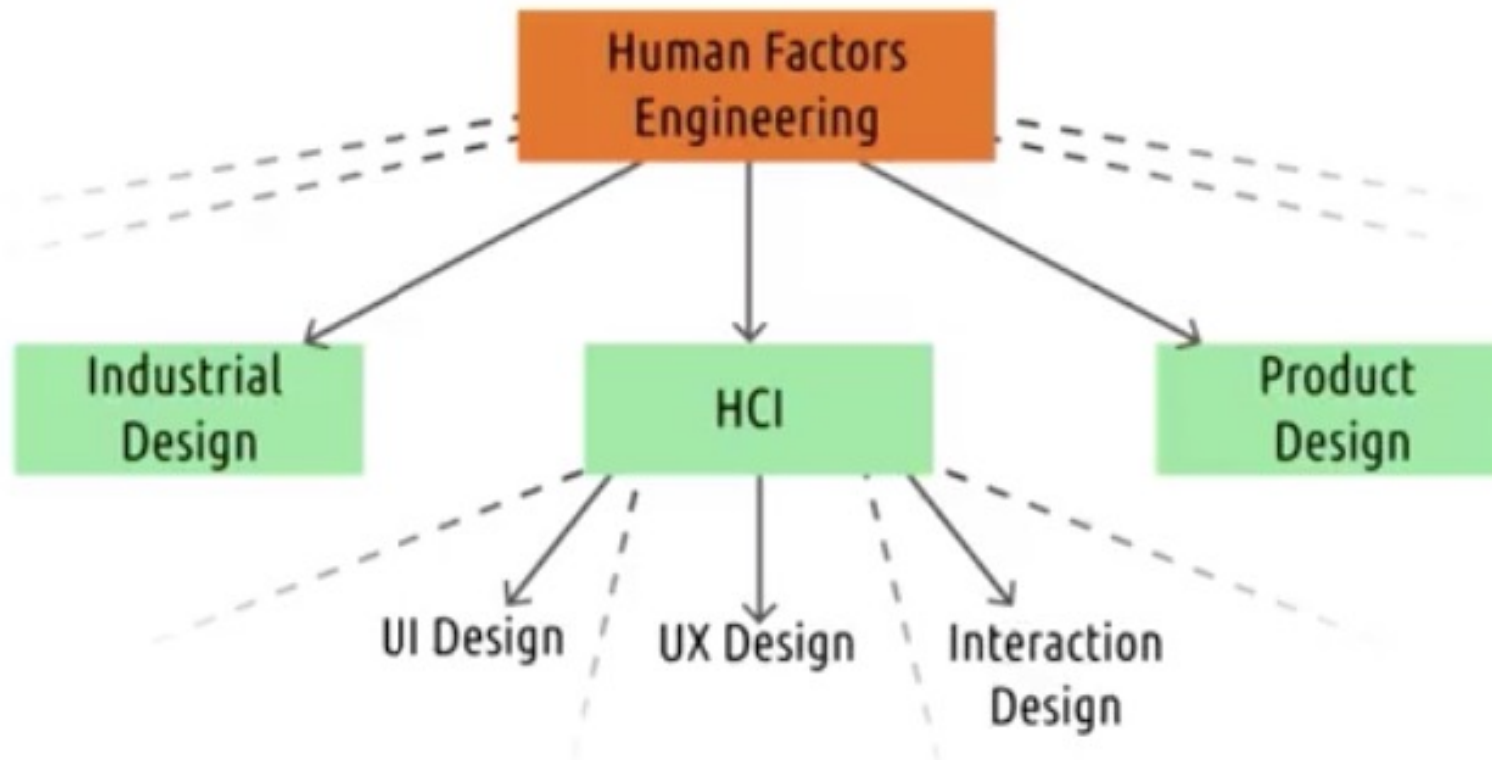 Human Factors
Engineering
Industrial
Design
HCI
Product
Design
UI Design
UX Design
Interaction
Design